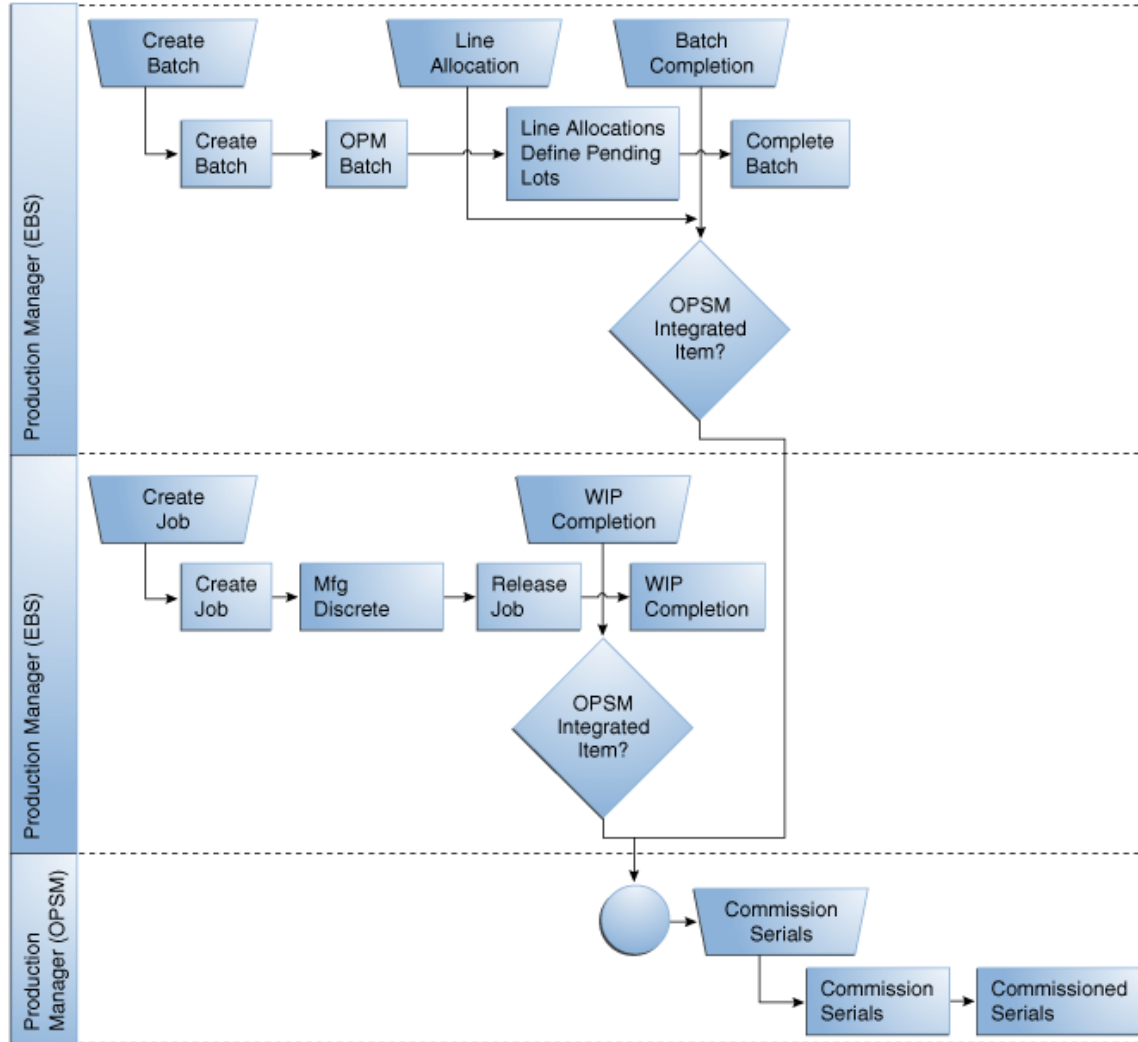 Production Manager (EBS)
Create
Batch
Line
Allocation
Batch
Completion
Create
Batch
OPM
Batch
Line Allocations
Define Pending
Lots
Complete
Batch
OPSM
Integrated
Item?
Production Manager (EBS)
Create
Job
WIP
Completion
Create
Job
Mfg
Discrete
Release
Job
WIP
Completion
OPSM
Integrated
Item?
Production
Manager (OPSM)
Commission
Serials
Commission
Serials
Commissioned
Serials